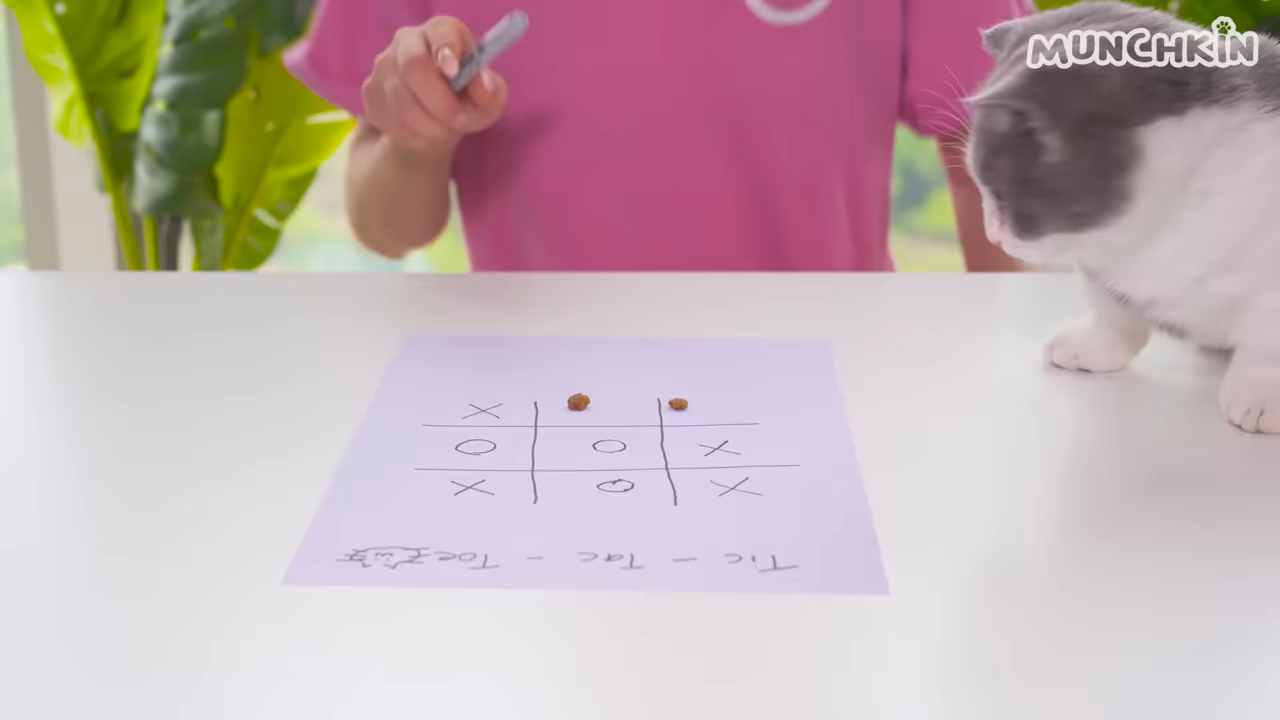 MUNCHKIN
X
O O X
X O X
Tic - Tac - Toe